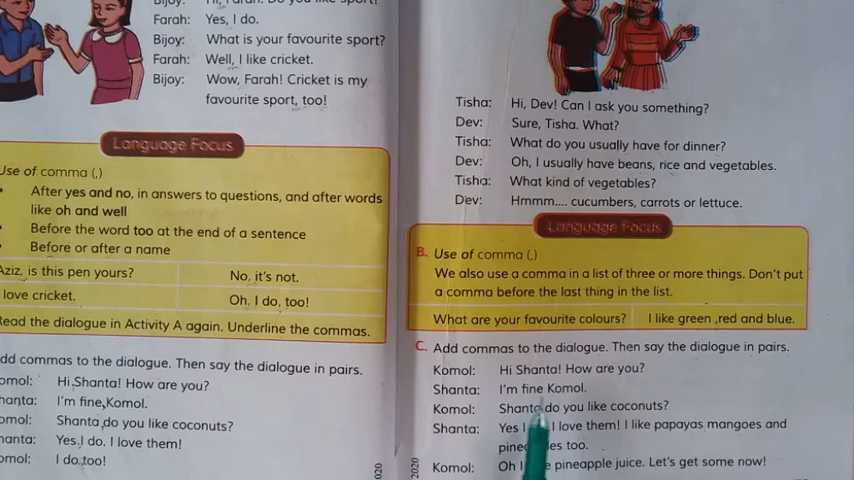 Farah: Yes, I do.
Bijoy: What is your favourite sport?
Farah: Well, I like cricket.
Bijoy: Wow, Farah! Cricket is my
favourite sport, too!
Language Focus
Use of comma (,)
After yes and no, in answers to questions, and after words
like oh and well
Before the word too at the end of a sentence
Before or after a name
Aziz, is this pen yours? No, it's not.
love cricket. Oh, I do, too!
Read the dialogue in Activity A again. Underline the commas.
dd commas to the dialogue. Then say the dialogue in pairs.
omol: Hi,Shanta! How are you?
hanta: I'm fine,Komol.
omol: Shanta,do you like coconuts?
hanta: Yes,I do. I love them!
omol: I do,too!
2020
Tisha: Hi, Dev! Can I ask you something?
Dev: Sure, Tisha. What?
Tisha: What do you usually have for dinner?
Dev: Oh, I usually have beans, rice and vegetables.
Tisha: What kind of vegetables?
Dev: Hmmm.... cucumbers, carrots or lettuce.
Language Focus
B. Use of comma (,)
We also use a comma in a list of three or more things. Don't put
a comma before the last thing in the list.
What are your favourite colours? I like green ,red and blue.
C. Add commas to the dialogue. Then say the dialogue in pairs.
Komol: Hi Shanta! How are you?
Shanta: I'm fine Komol.
Komol: Shanta do you like coconuts?
Shanta: Yes I love them! I like papayas mangoes and
too.
Komol: Oh I pineapple juice. Let's get some now!
2020